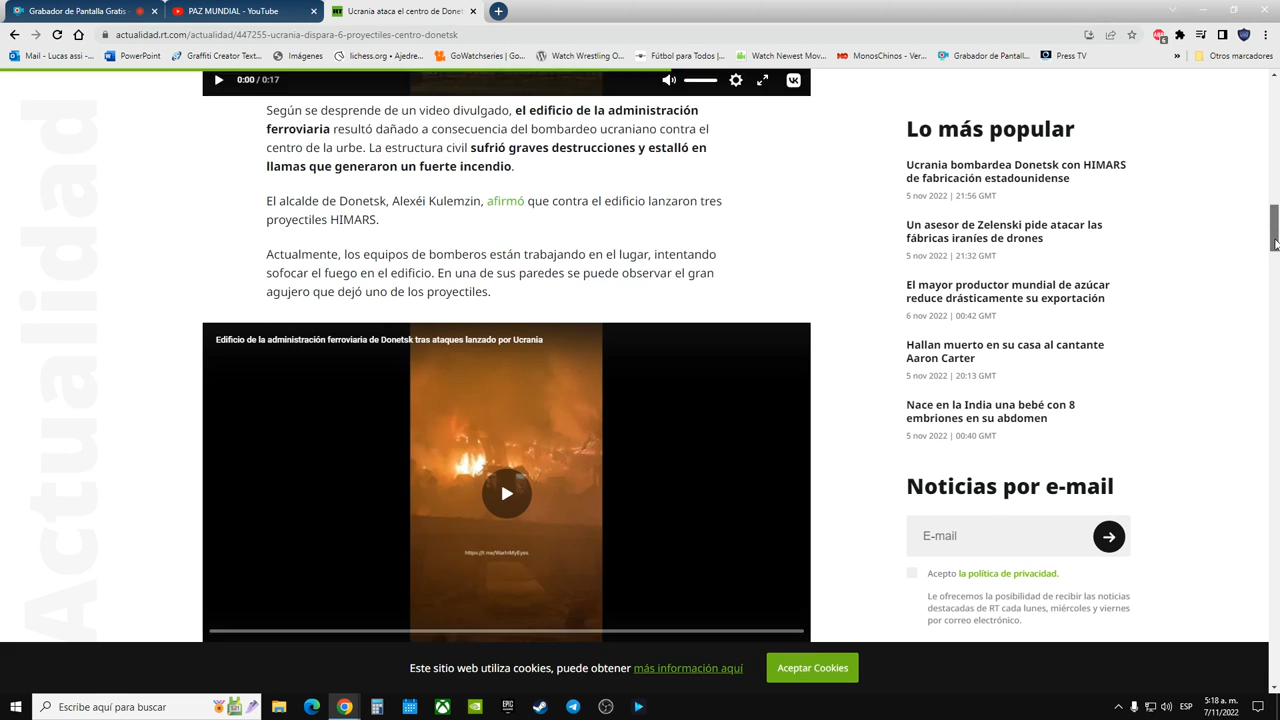 Grabador de Pantalla Gratis -
PAZ MUNDIAL - YouTube
Ucrania ataca el centro de Donet
actualidad.rt.com/actualidad/447255-ucrania-dispara-6-proyectiles-centro-donetsk
Mail - Lucas assi -...
PowerPoint
Graffiti Creator Text...
Imágenes
lichess.org • Ajedre...
GoWatchseries - (...
Watch Wrestling O...
Fútbol para Todos |...
Watch Newest Mov...
MonosChinos - Ver...
Grabador de Pantall...
Press TV
»
Otros marcadores
Actualidad
0:00 / 0:17
Según se desprende de un video divulgado, el edificio de la administración
ferroviaria resultó dañado a consecuencia del bombardeo ucraniano contra el
centro de la urbe. La estructura civil sufrió graves destrucciones y estalló en
llamas que generaron un fuerte incendio.
El alcalde de Donetsk, Alexéi Kulemzin, afirmó que contra el edificio lanzaron tres
proyectiles HIMARS.
Actualmente, los equipos de bomberos están trabajando en el lugar, intentando
sofocar el fuego en el edificio. En una de sus paredes se puede observar el gran
agujero que dejó uno de los proyectiles.
Edificio de la administración ferroviaria de Donetsk tras ataques lanzado por Ucrania
https://t.me/WarInMyEyes
Lo más popular
Ucrania bombardea Donetsk con HIMARS
de fabricación estadounidense
5 nov 2022 | 21:56 GMT
Un asesor de Zelenski pide atacar las
fábricas iraníes de drones
5 nov 2022 | 21:32 GMT
El mayor productor mundial de azúcar
reduce drásticamente su exportación
6 nov 2022 | 00:42 GMT
Hallan muerto en su casa al cantante
Aaron Carter
5 nov 2022 | 20:13 GMT
Nace en la India una bebé con 8
embriones en su abdomen
5 nov 2022 | 00:40 GMT
Noticias por e-mail
E-mail
Acepto la política de privacidad.
Le ofrecemos la posibilidad de recibir las noticias
destacadas de RT cada lunes, miércoles y viernes
por correo electrónico.
Este sitio web utiliza cookies, puede obtener más información aquí
Aceptar Cookies
Escribe aquí para buscar
ESP
5:18 a. m.
7/11/2022